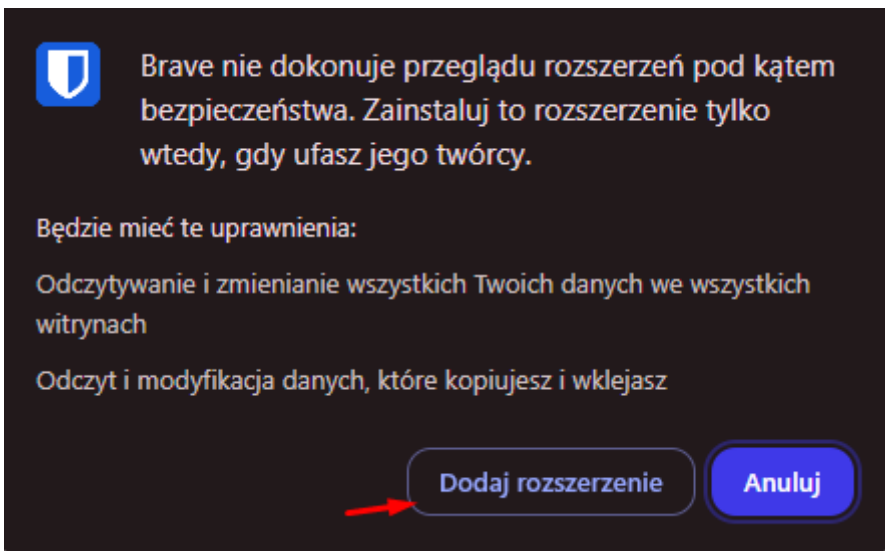 Brave nie dokonuje przeglądu rozszerzeń pod kątem
bezpieczeństwa. Zainstaluj to rozszerzenie tylko
wtedy, gdy ufasz jego twórcy.
Będzie mieć te uprawnienia:
Odczytywanie i zmienianie wszystkich Twoich danych we wszystkich
witrynach
Odczyt i modyfikacja danych, które kopiujesz i wklejasz
Dodaj rozszerzenie
Anuluj